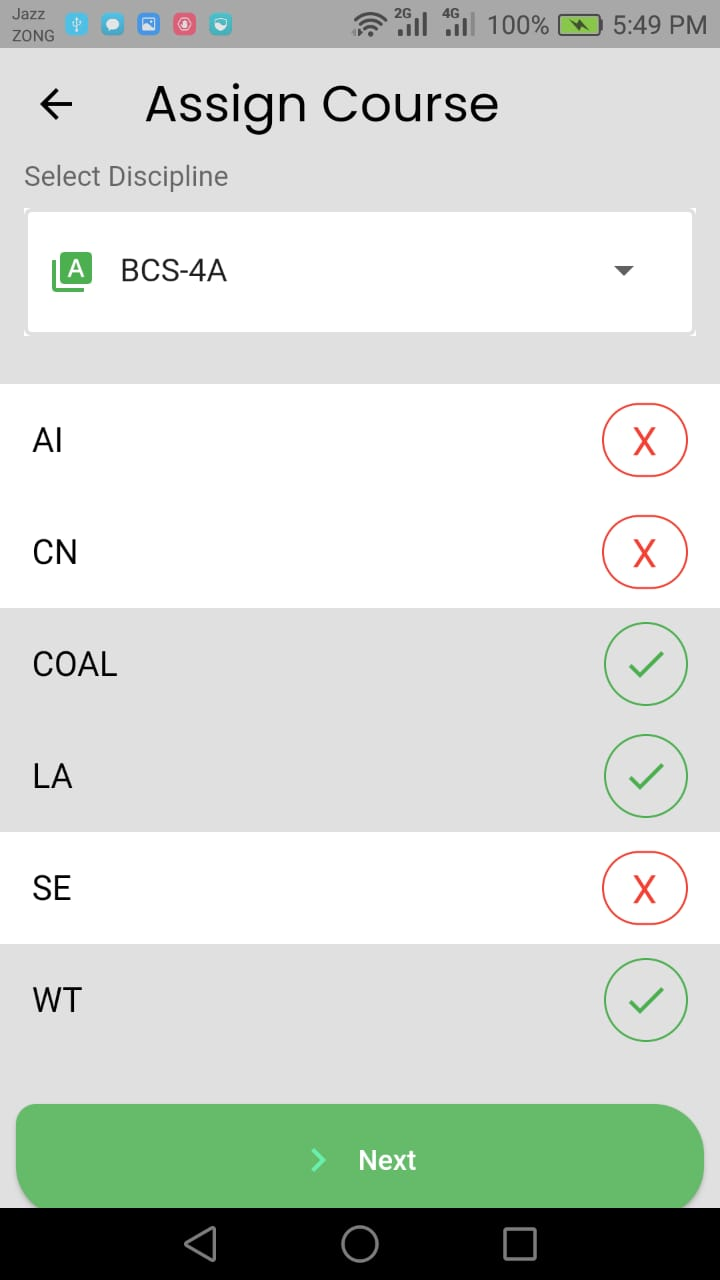 Jazz
ZONG
2G
4G
100%
5:49 PM
Assign Course
Select Discipline
A
BCS-4A
AI
X
CN
X
COAL
LA
SE
X
WT
Next